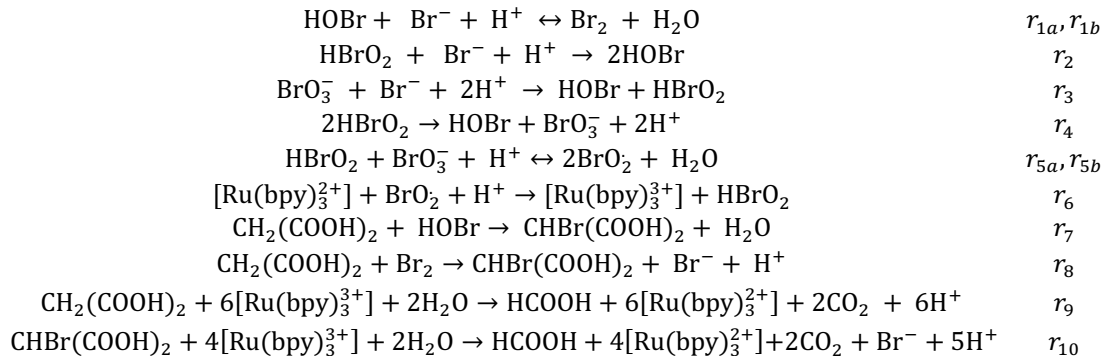 HOBr + Br⁻ + H⁺ ↔ Br₂ + H₂O r₁ₐ, r₁b
HBrO₂ + Br⁻ + H⁺ → 2HOBr r₂
BrO₃⁻ + Br⁻ + 2H⁺ → HOBr + HBrO₂ r₃
2HBrO₂ → HOBr + BrO₃⁻ + 2H⁺ r₄
HBrO₂ + BrO₃⁻ + H⁺ ↔ 2BrO₂· + H₂O r₅ₐ, r₅b
[Ru(bpy)₃²⁺] + BrO₂· + H⁺ → [Ru(bpy)₃³⁺] + HBrO₂ r₆
CH₂(COOH)₂ + HOBr → CHBr(COOH)₂ + H₂O r₇
CH₂(COOH)₂ + Br₂ → CHBr(COOH)₂ + Br⁻ + H⁺ r₈
CH₂(COOH)₂ + 6[Ru(bpy)₃³⁺] + 2H₂O → HCOOH + 6[Ru(bpy)₃²⁺] + 2CO₂ + 6H⁺ r₉
CHBr(COOH)₂ + 4[Ru(bpy)₃³⁺] + 2H₂O → HCOOH + 4[Ru(bpy)₃²⁺]+2CO₂ + Br⁻ + 5H⁺ r₁₀